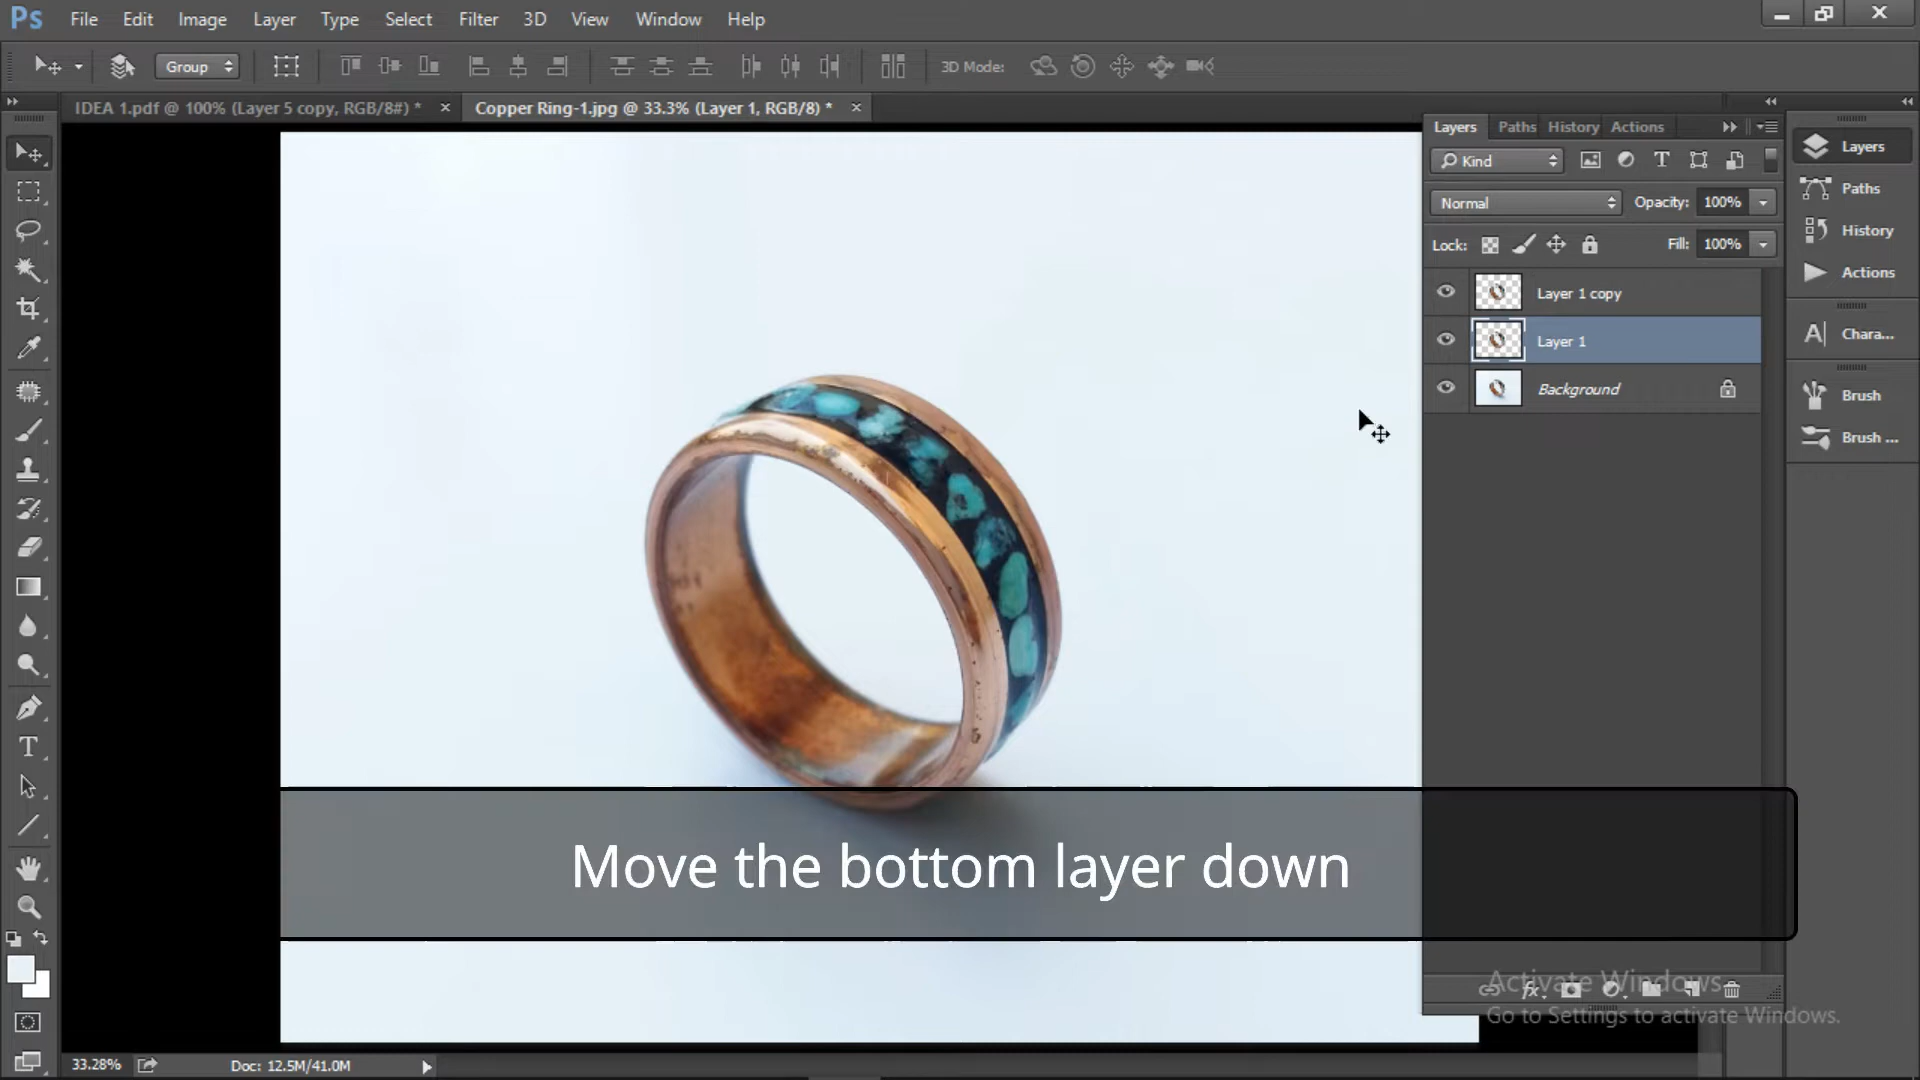 Ps File Edit Image Layer Type Select Filter 3D View Window Help
Group 3D Mode:
IDEA 1.pdf @ 100% (Layer 5 copy, RGB/8#) * × Copper Ring-1.jpg @ 33.3% (Layer 1, RGB/8) * ×
Layers Paths History Actions
Kind
Normal Opacity: 100%
Lock: Fill: 100%
Layer 1 copy
Layer 1
Background
Layers
Paths
History
Actions
Chara...
Brush
Brush ...
Move the bottom layer down
Activate Windows
Go to Settings to activate Windows.
33.28% Doc: 12.5M/41.0M